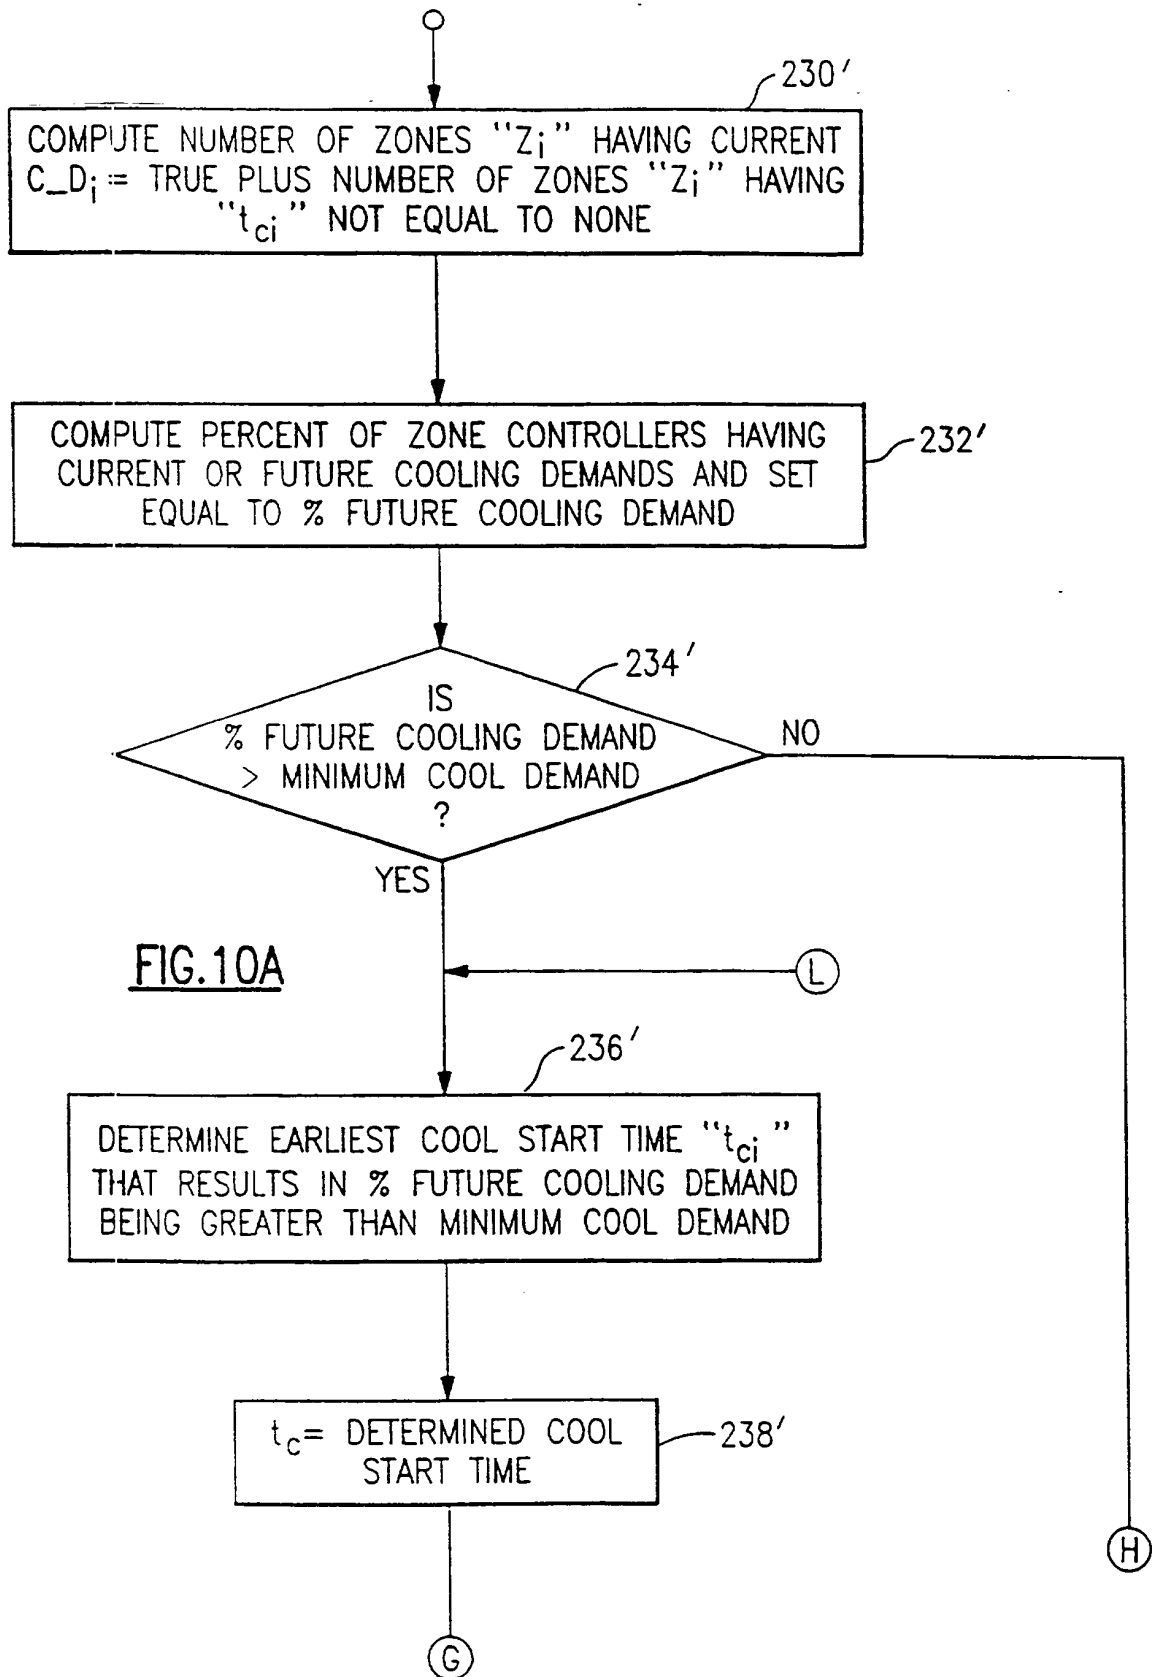 230'
COMPUTE NUMBER OF ZONES "Zi" HAVING CURRENT
C_Di = TRUE PLUS NUMBER OF ZONES "Zi" HAVING
"tci" NOT EQUAL TO NONE
COMPUTE PERCENT OF ZONE CONTROLLERS HAVING
CURRENT OR FUTURE COOLING DEMANDS AND SET
EQUAL TO % FUTURE COOLING DEMAND
232'
234'
IS
% FUTURE COOLING DEMAND
> MINIMUM COOL DEMAND
?
NO
YES
FIG.10A
L
236'
DETERMINE EARLIEST COOL START TIME "tci"
THAT RESULTS IN % FUTURE COOLING DEMAND
BEING GREATER THAN MINIMUM COOL DEMAND
tc= DETERMINED COOL
START TIME
238'
H
G